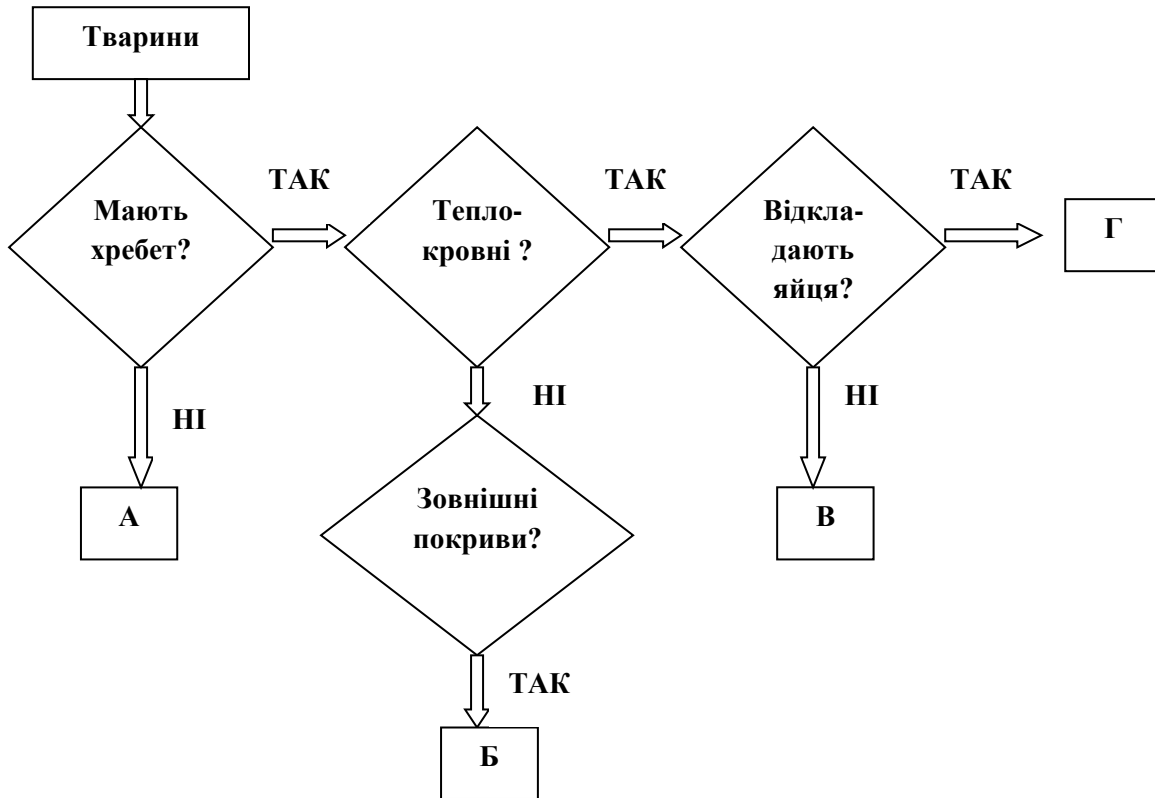 Тварини
ТАК
ТАК
ТАК
Мають
хребет?
Тепло-
кровні ?
Відкла-
дають
яйця?
Г
НІ
НІ
НІ
А
Зовнішні
покриви?
В
ТАК
Б